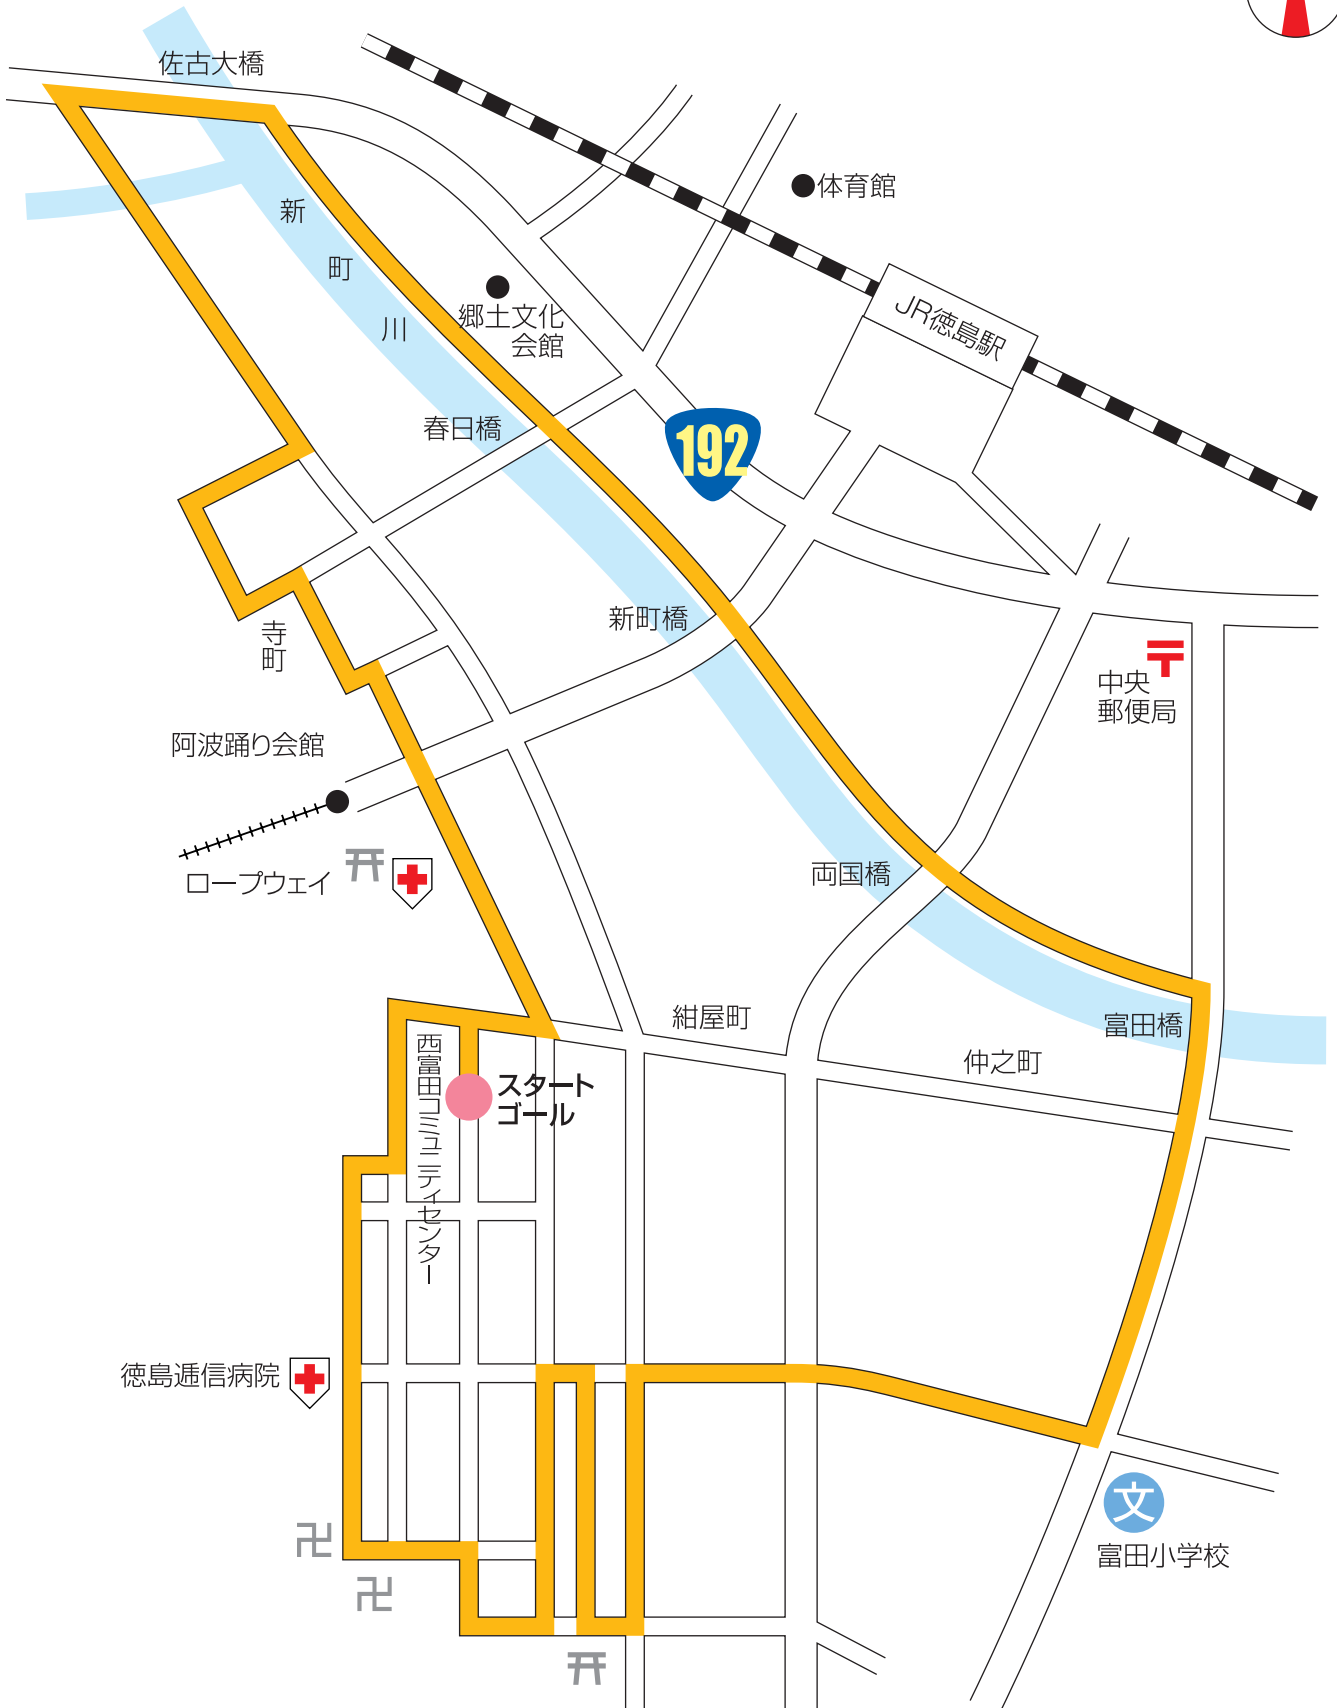 佐古大橋
体育館
新町川
郷土文化
会館
JR徳島駅
春日橋
192
新町橋
寺町
中央
郵便局
阿波踊り会館
ロープウェイ
両国橋
紺屋町
富田橋
仲之町
西富田コミュニティセンター
スタート
ゴール
徳島逓信病院
文
富田小学校